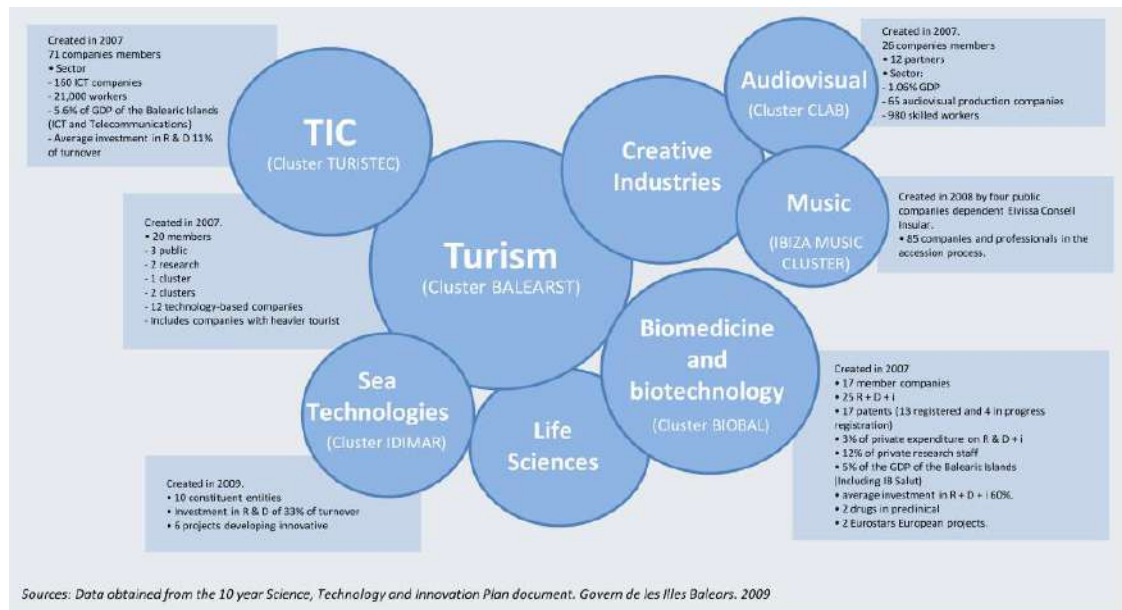 Created in 2007
71 companies members
• Sector
- 160 ICT companies
- 21,000 workers
- 5.6% of GDP of the Balearic Islands
(ICT and Telecommunications)
- Average investment in R & D 11%
of turnover
TIC
(Cluster TURISTEC)
Creative
Industries
Audiovisual
(Cluster CLAB)
Created in 2007.
26 companies members
• 12 partners
• Sector:
- 1.06% GDP
- 65 audiovisual production companies
- 980 skilled workers
Music
(IBIZA MUSIC
CLUSTER)
Created in 2008 by four public
companies dependent Eivissa Consell
Insular.
• 85 companies and professionals in the
accession process.
Created in 2007.
• 20 members
- 3 public
- 2 research
- 1 cluster
- 2 clusters
- 12 technology-based companies
- Includes companies with heavier tourist
Turism
(Cluster BALEARST)
Biomedicine
and
biotechnology
(Cluster BIOBAL)
Created in 2007
• 17 member companies
• 25 R + D + i
• 17 patents (13 registered and 4 in progress
registration)
• 3% of private expenditure on R & D + i
• 12% of private research staff
• 5% of the GDP of the Balearic Islands
(Including IB Salut)
• average investment in R + D + i 60%.
• 2 drugs in preclinical
• 2 Eurostars European projects.
Sea
Technologies
(Cluster IDIMAR)
Life
Sciences
Created in 2009.
• 10 constituent entities
• Investment in R & D of 33% of turnover
• 6 projects developing innovative
Sources: Data obtained from the 10 year Science, Technology and Innovation Plan document. Govern de les Illes Balears. 2009